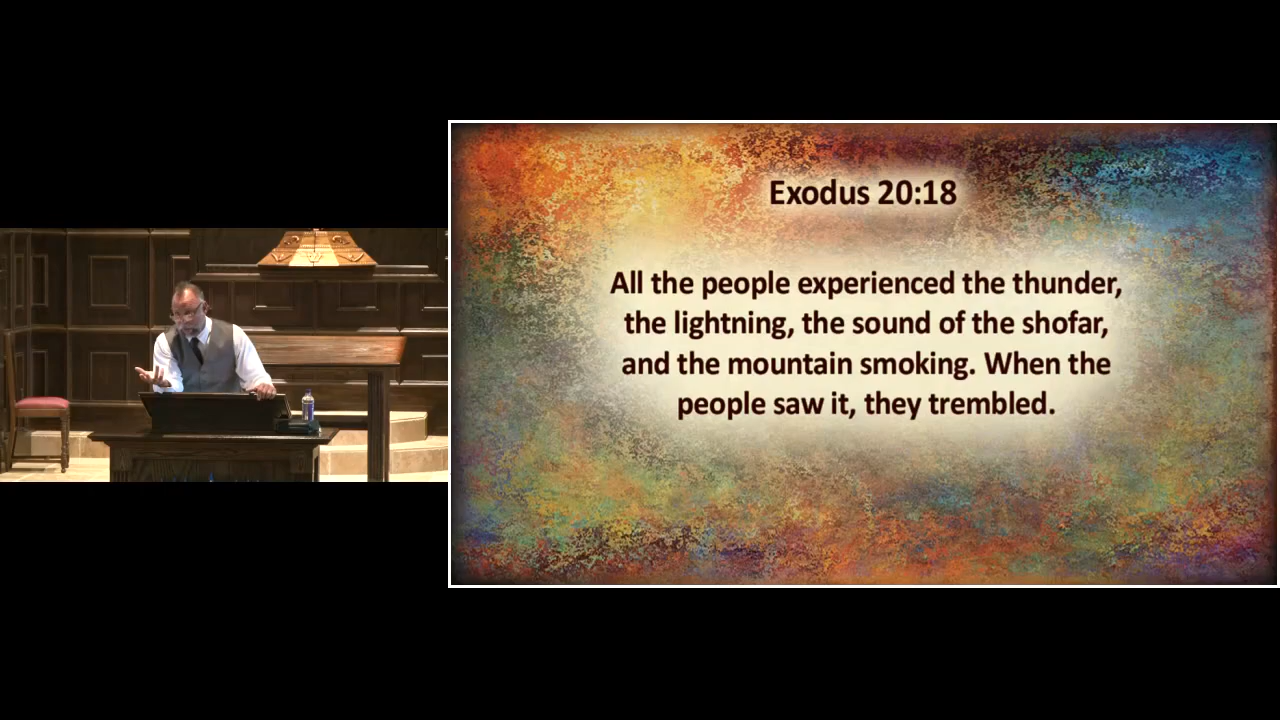 Exodus 20:18
All the people experienced the thunder,
the lightning, the sound of the shofar,
and the mountain smoking. When the
people saw it, they trembled.